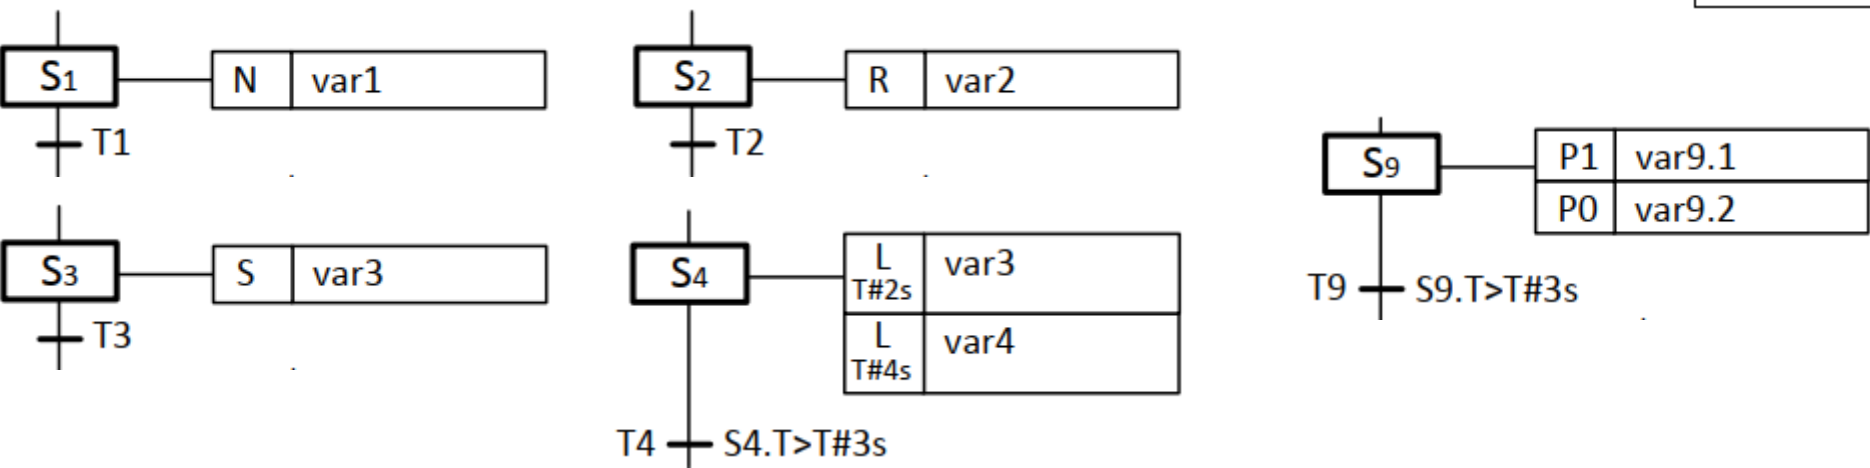 S1 N var1
T1
S2 R var2
T2
S3 S var3
T3
S4 L T#2s var3
L T#4s var4
T4 S4.T>T#3s
S9 P1 var9.1
P0 var9.2
T9 S9.T>T#3s